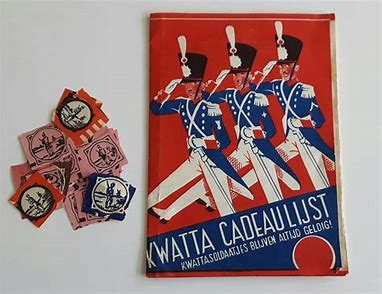 KWATTA CADEAULIJST
KWATTASOLDAATJES BLIJVEN ALTIJD GELDIG!